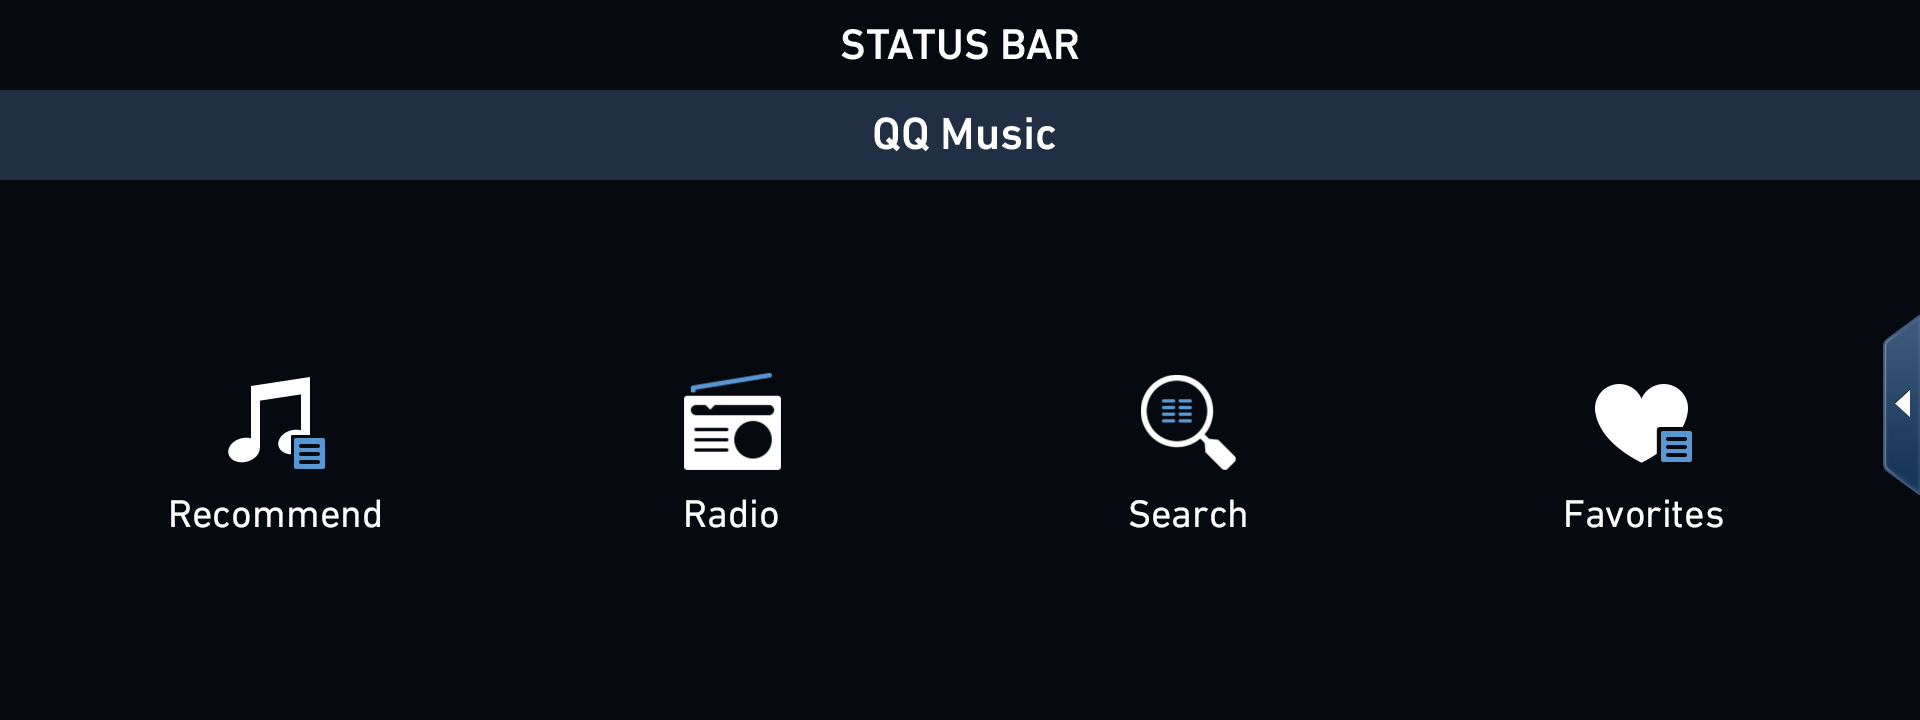 STATUS BAR
QQ Music
Recommend
Radio
Search
Favorites